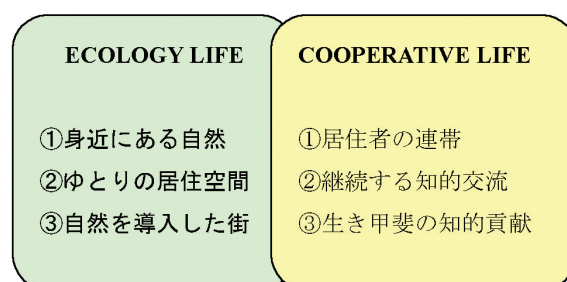 ECOLOGY LIFE
①身近にある自然
②ゆとりの居住空間
③自然を導入した街
COOPERATIVE LIFE
①居住者の連帯
②継続する知的交流
③生き甲斐の知的貢献